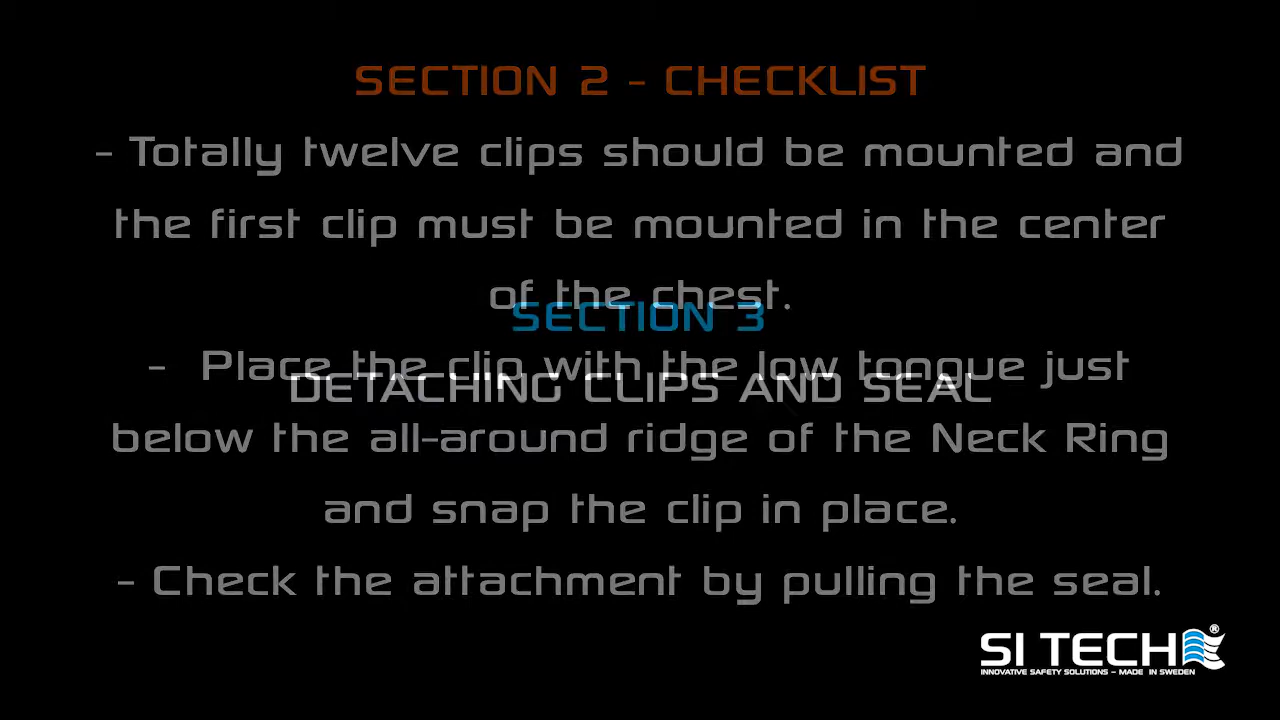 SECTION 2 - CHECKLIST
- Totally twelve clips should be mounted and
the first clip must be mounted in the center
of the chest.
SECTION 3
- Place the clip with the low tongue just
DETACHING CLIPS AND SEAL
below the all-around ridge of the Neck Ring
and snap the clip in place.
- Check the attachment by pulling the seal.
SI TECH ®
INNOVATIVE SAFETY SOLUTIONS - MADE IN SWEDEN